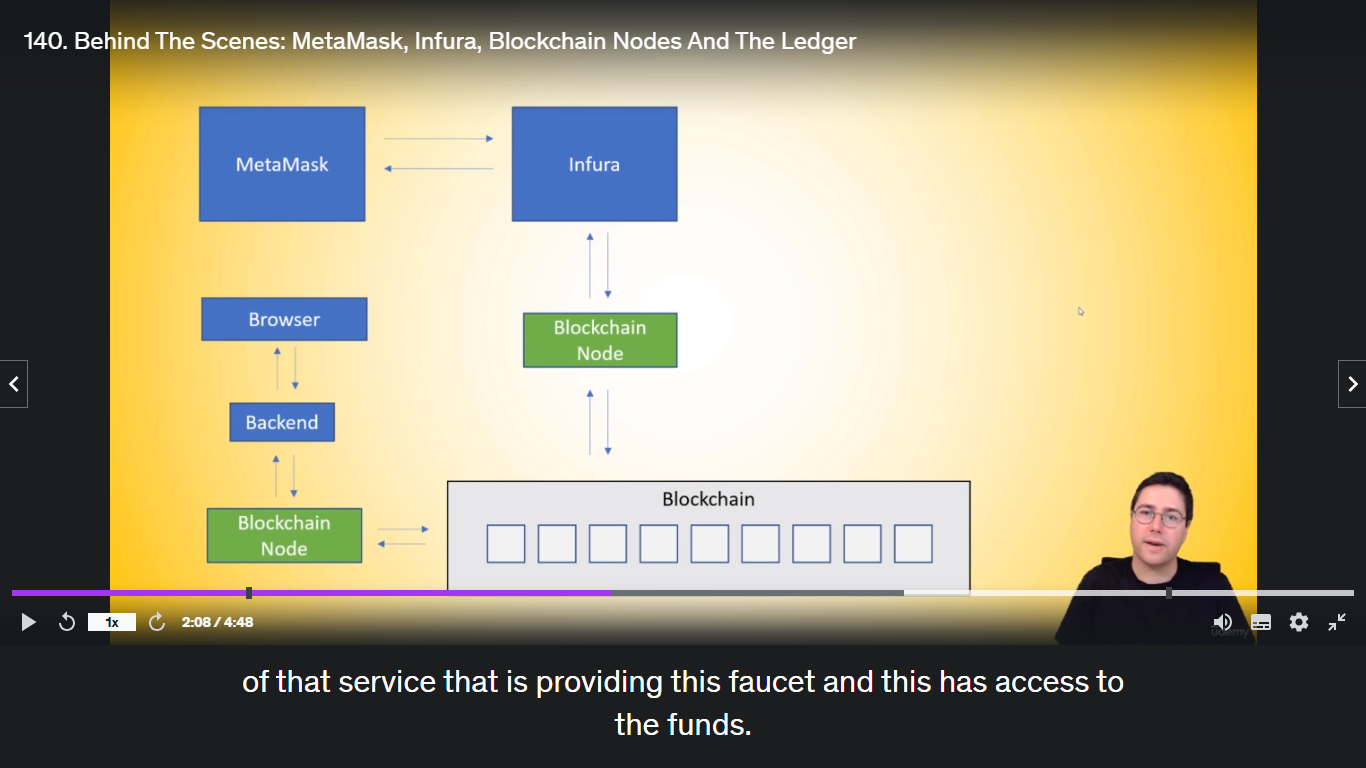 140. Behind The Scenes: MetaMask, Infura, Blockchain Nodes And The Ledger
MetaMask
Infura
Browser
Blockchain
Node
Backend
Blockchain
Blockchain
Node
1x
2:08 / 4:48
udemy
of that service that is providing this faucet and this has access to
the funds.